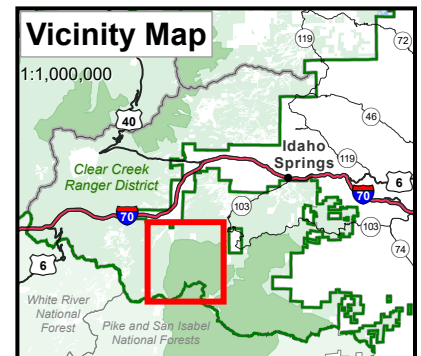 Vicinity Map
1:1,000,000
119
72
40
46
Idaho
Springs
119
6
Clear Creek
Ranger District
70
103
70
103
74
6
White River
National
Forest
Pike and San Isabel
National Forests